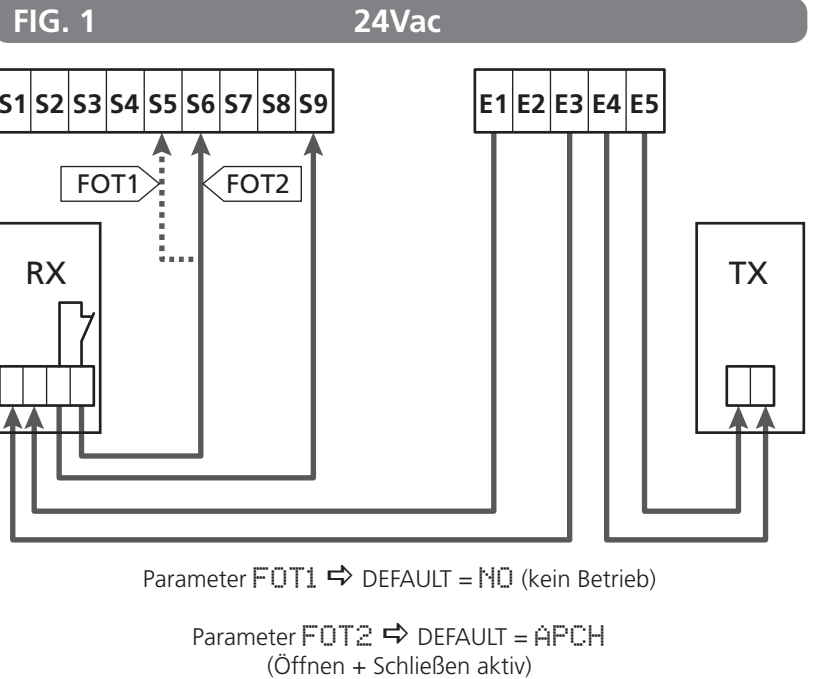 FIG. 1 24Vac
S1 S2 S3 S4 S5 S6 S7 S8 S9 E1 E2 E3 E4 E5
FOT1 FOT2
RX TX
Parameter FOT1 ➪ DEFAULT = NO (kein Betrieb)
Parameter FOT2 ➪ DEFAULT = APCH
(Öffnen + Schließen aktiv)